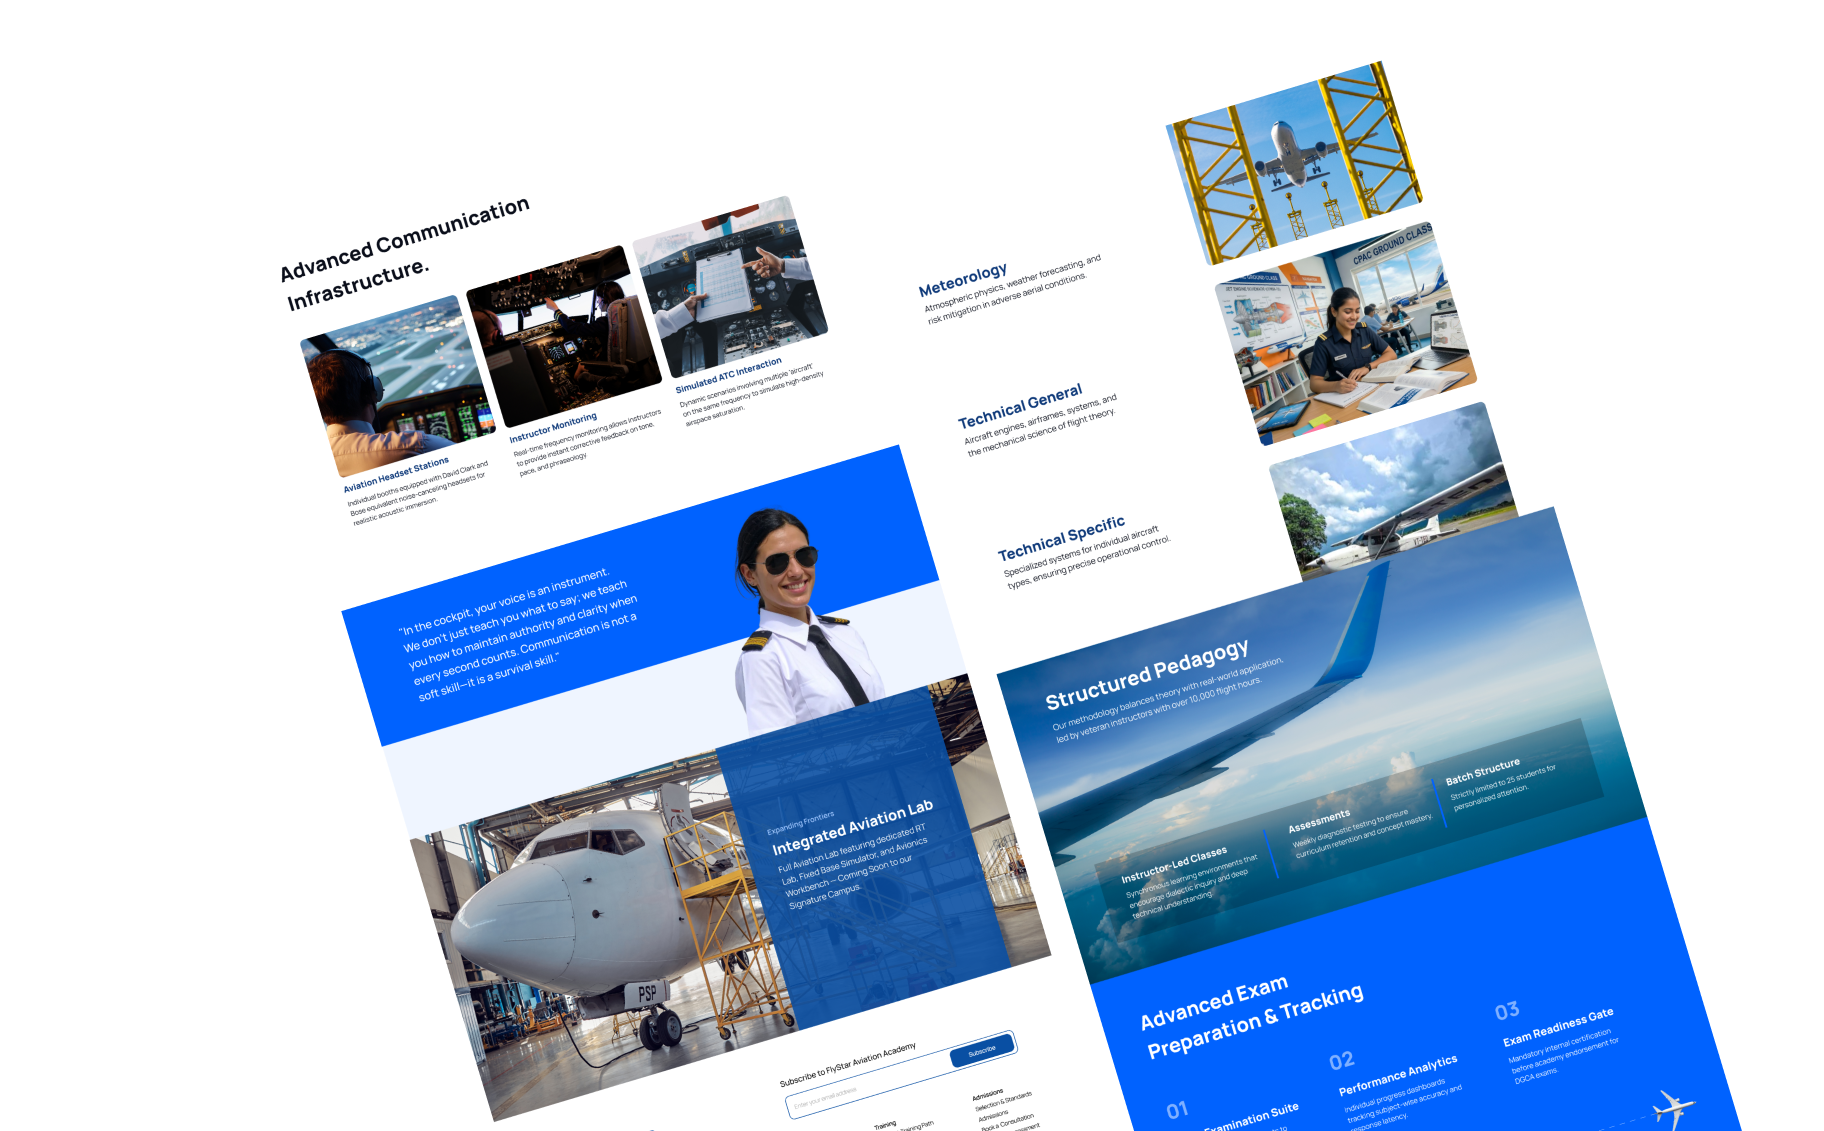 Advanced Communication
Infrastructure.
Aviation Headset Stations
Individual booths equipped with David Clark and
Bose equivalent noise-canceling headsets for
realistic acoustic immersion.
Instructor Monitoring
Real-time frequency monitoring allows instructors
to provide instant corrective feedback on tone,
pace, and phraseology.
Simulated ATC Interaction
Dynamic scenarios involving multiple 'aircraft'
on the same frequency to simulate high-density
airspace saturation.
"In the cockpit, your voice is an instrument.
We don't just teach you what to say; we teach
you how to maintain authority and clarity when
every second counts. Communication is not a
soft skill—it is a survival skill."
Expanding Frontiers
Integrated Aviation Lab
Full Aviation Lab featuring dedicated RT
Lab, Fixed Base Simulator, and Avionics
Workbench — Coming Soon to our
Signature Campus.
PSP
Subscribe to FlyStar Aviation Academy
Enter your email address
Subscribe
Training
Training Path
Admissions
Selection & Standards
Admissions
Book a Consultation
Meteorology
Atmospheric physics, weather forecasting, and
risk mitigation in adverse aerial conditions.
Technical General
Aircraft engines, airframes, systems, and
the mechanical science of flight theory.
Technical Specific
Specialized systems for individual aircraft
types, ensuring precise operational control.
CPAC GROUND CLASS
GROUND CLASS
Structured Pedagogy
Our methodology balances theory with real-world application,
led by veteran instructors with over 10,000 flight hours.
Instructor-Led Classes
Synchronous learning environments that
encourage dialectic inquiry and deep
technical understanding.
Assessments
Weekly diagnostic testing to ensure
curriculum retention and concept mastery.
Batch Structure
Strictly limited to 25 students for
personalized attention.
Advanced Exam
Preparation & Tracking
01
Examination Suite
02
Performance Analytics
Individual progress dashboards
tracking subject-wise accuracy and
response latency.
03
Exam Readiness Gate
Mandatory internal certification
before academy endorsement for
DGCA exams.